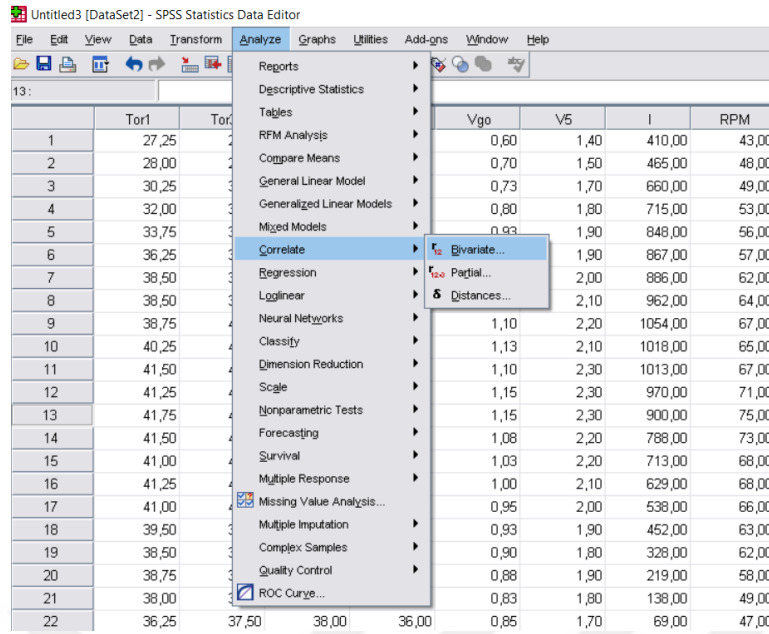 Untitled3 [DataSet2] - SPSS Statistics Data Editor
File Edit View Data Transform Analyze Graphs Utilities Add-ons Window Help
13 :
Tor1 Vgo V5 I RPM
1 27,25 0,60 1,40 410,00 43,00
2 28,00 0,70 1,50 465,00 48,00
3 30,25 0,73 1,70 660,00 49,00
4 32,00 0,80 1,80 715,00 53,00
5 33,75 0,93 1,90 848,00 56,00
6 36,25 1,90 867,00 57,00
7 38,50 2,00 886,00 62,00
8 38,50 2,10 962,00 64,00
9 38,75 1,10 2,20 1054,00 67,00
10 40,25 1,13 2,10 1018,00 65,00
11 41,50 1,10 2,30 1013,00 67,00
12 41,25 1,15 2,30 970,00 71,00
13 41,75 1,15 2,30 900,00 75,00
14 41,50 1,08 2,20 788,00 73,00
15 41,00 1,03 2,20 713,00 68,00
16 41,25 1,00 2,10 629,00 68,00
17 41,00 0,95 2,00 538,00 66,00
18 39,50 0,93 1,90 452,00 63,00
19 38,50 0,90 1,80 328,00 62,00
20 38,75 0,88 1,90 219,00 58,00
21 38,00 0,83 1,80 138,00 49,00
22 36,25 37,50 38,00 36,00 0,85 1,70 69,00 47,00
Reports
Descriptive Statistics
Tables
RFM Analysis
Compare Means
General Linear Model
Generalized Linear Models
Mixed Models
Correlate
Regression
Loglinear
Neural Networks
Classify
Dimension Reduction
Scale
Nonparametric Tests
Forecasting
Survival
Multiple Response
Missing Value Analysis...
Multiple Imputation
Complex Samples
Quality Control
ROC Curve...
r12 Bivariate...
r12•3 Partial...
δ Distances...